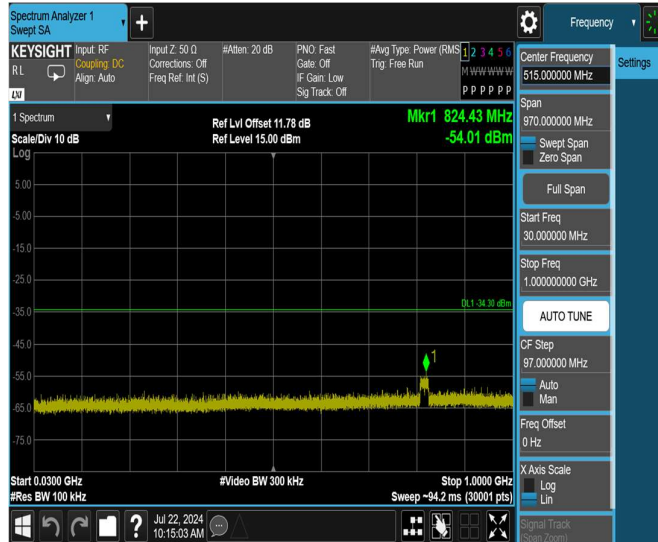 Spectrum Analyzer 1
Swept SA
Frequency
KEYSIGHT
RL
LXI
Input: RF
Coupling: DC
Align: Auto
Input Z: 50 Ω
Corrections: Off
Freq Ref: Int (S)
#Atten: 20 dB
PNO: Fast
Gate: Off
IF Gain: Low
Sig Track: Off
#Avg Type: Power (RMS
Trig: Free Run
1 2 3 4 5 6
M W W W W W
P P P P P P
Center Frequency
515.000000 MHz
Settings
Span
970.000000 MHz
Swept Span
Zero Span
Full Span
Start Freq
30.000000 MHz
Stop Freq
1.000000000 GHz
AUTO TUNE
CF Step
97.000000 MHz
Auto
Man
Freq Offset
0 Hz
X Axis Scale
Log
Lin
Signal Track
(Span Zoom)
1 Spectrum
Scale/Div 10 dB
Ref Lvl Offset 11.78 dB
Ref Level 15.00 dBm
Mkr1 824.43 MHz
-54.01 dBm
Log
5.00
-5.00
-15.0
-25.0
-35.0
-45.0
-55.0
-65.0
-75.0
DL1 -34.30 dBm
1
Start 0.0300 GHz
#Res BW 100 kHz
#Video BW 300 kHz
Stop 1.0000 GHz
Sweep ~94.2 ms (30001 pts)
?
Jul 22, 2024
10:15:03 AM